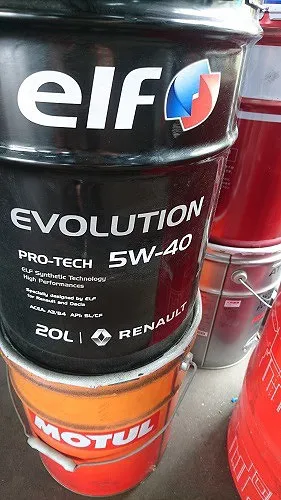 elf
EVOLUTION
PRO-TECH 5W-40
ELF Synthetic Technology
High Performances
Specially designed by ELF
for Renault and Dacia
ACEA: A3/B4 API: SL/CF
20L RENAULT
MOTUL